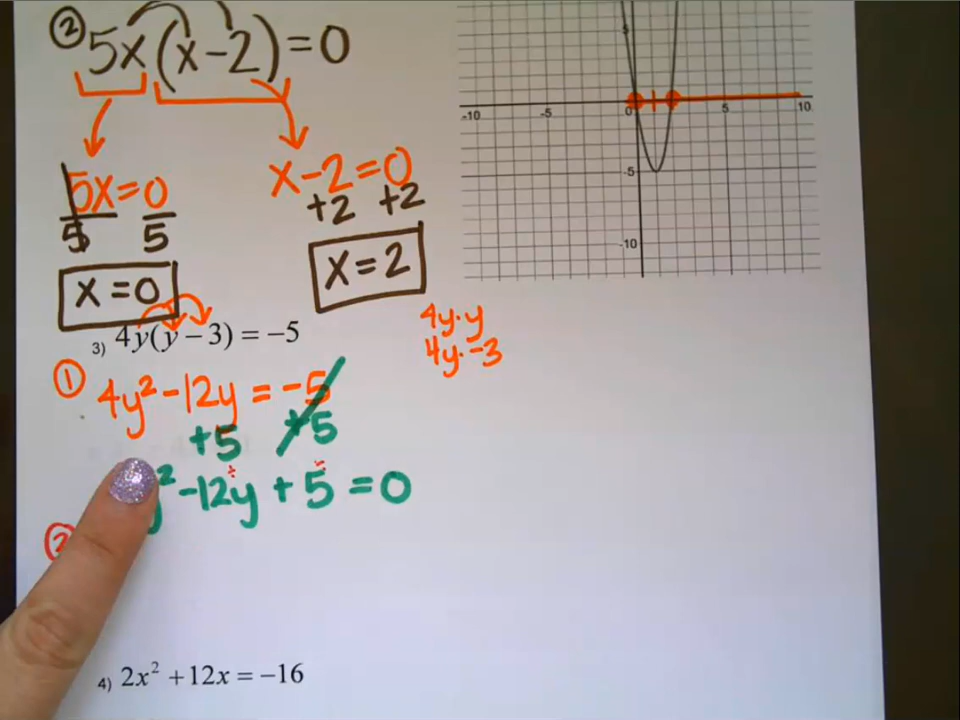 ② 5x(x-2)=0
5x=0
5 5
x=0
x-2=0
+2 +2
x=2
5
-10 -5 0 5 10
-5
-10
3) 4y(y − 3) = −5
4y·y
4y·-3
① 4y²-12y=-5
+5 +5
²-12y+5=0
÷ ÷
②
4) 2x² +12x = −16